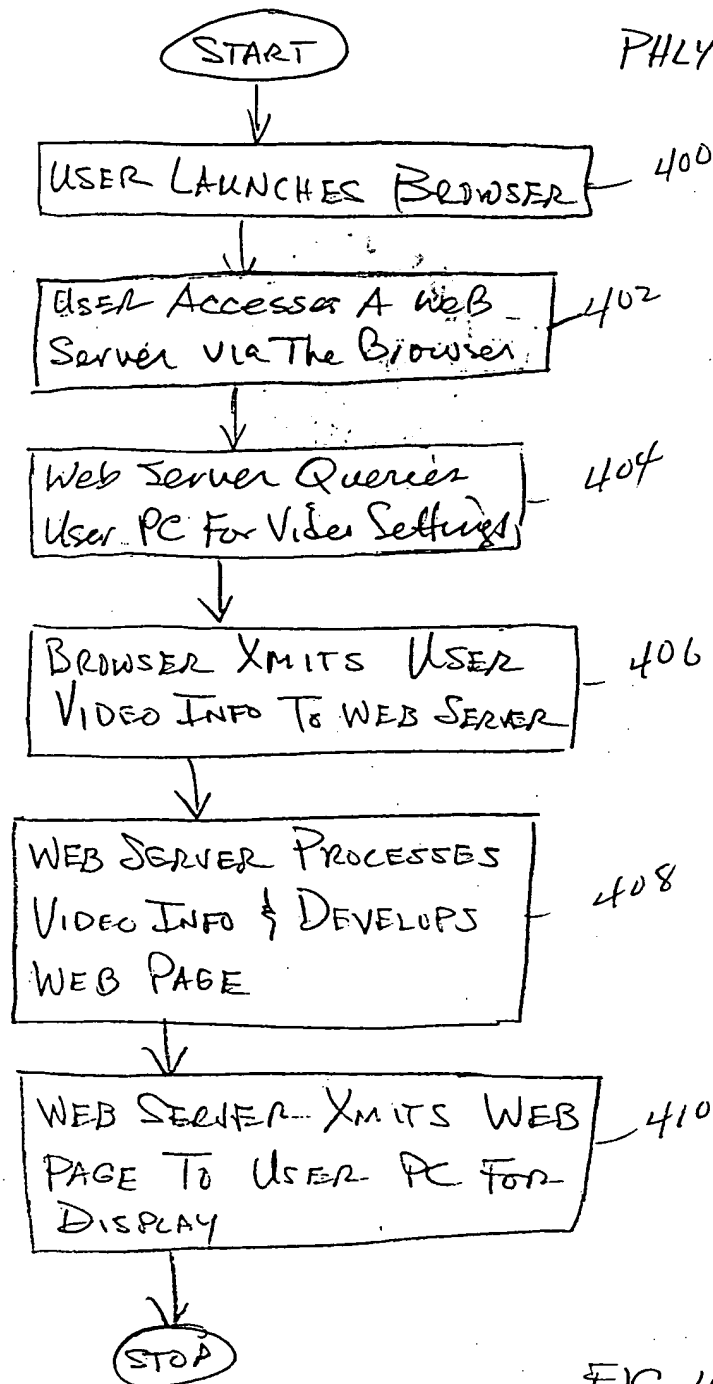 START
PHLY
USER LAUNCHES BROWSER
400
User Accesses A Web
Server via The Browser
402
Web Server Queries
User PC For Video Settings
404
BROWSER XMITS USER
VIDEO INFO TO WEB SERVER
406
WEB SERVER PROCESSES
VIDEO INFO & DEVELOPS
WEB PAGE
408
WEB SERVER XMITS WEB
PAGE TO USER PC FOR
DISPLAY
410
STOP
FIG. 4